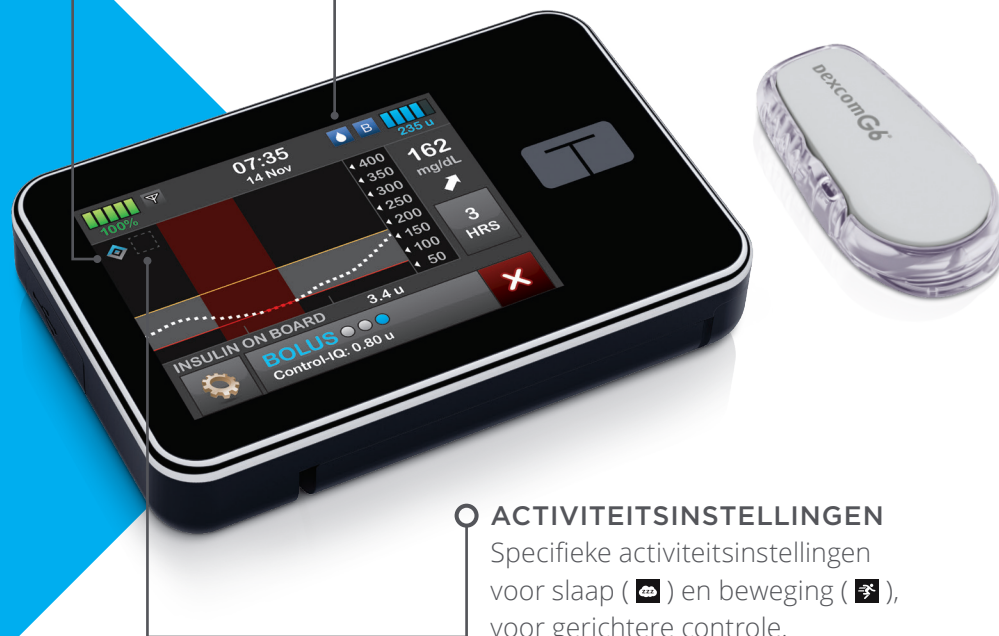 DexcomG6
B
235 u
07:35
14 Nov
100%
162
mg/dL
400
350
300
250
200
150
100
50
3
HRS
3.4 u
INSULIN ON BOARD
BOLUS
Control-IQ: 0.80 u
ACTIVITEITSINSTELLINGEN
Specifieke activiteitsinstellingen
voor slaap ( zzz ) en beweging ( ),
voor gerichtere controle.